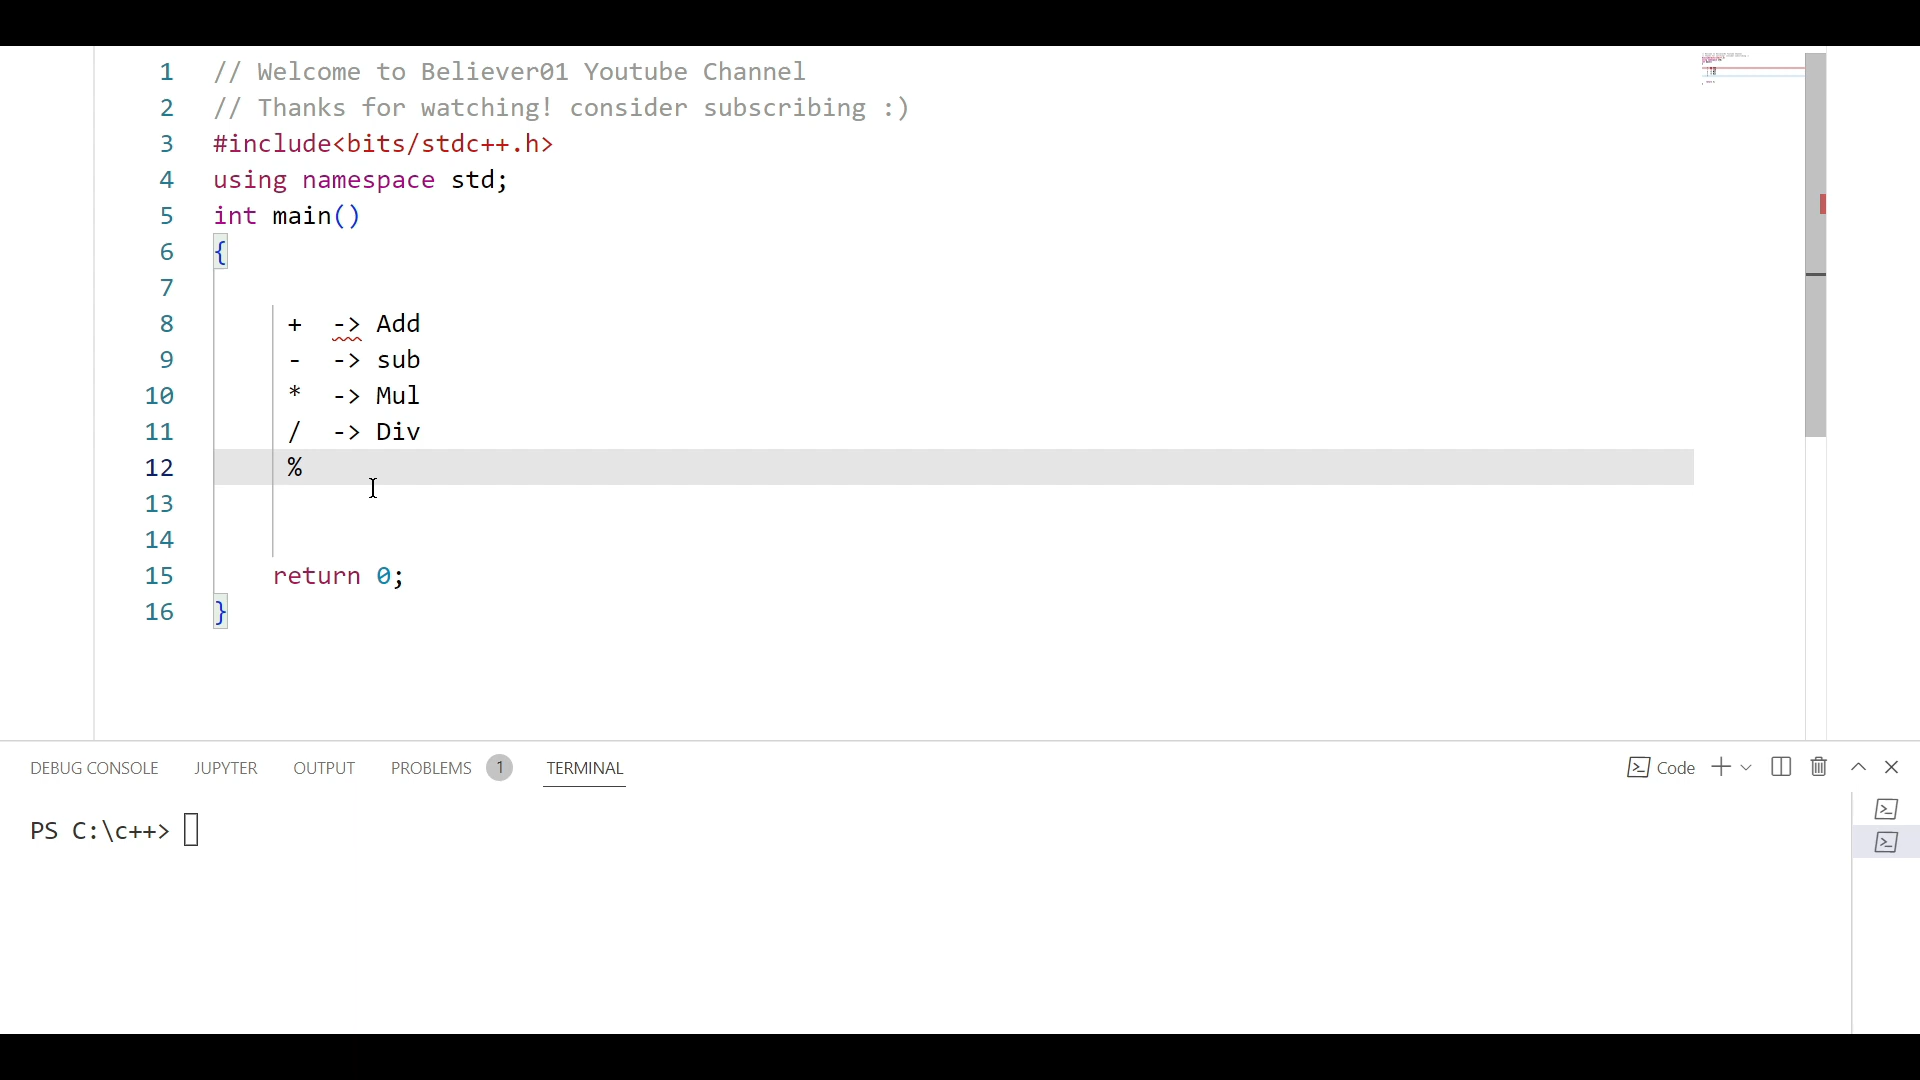 1 // Welcome to Believer01 Youtube Channel
2 // Thanks for watching! consider subscribing :)
3 #include<bits/stdc++.h>
4 using namespace std;
5 int main()
6 {
7
8 + -> Add
9 - -> sub
10 * -> Mul
11 / -> Div
12 %
13
14
15 return 0;
16 }
DEBUG CONSOLE JUPYTER OUTPUT PROBLEMS 1 TERMINAL Code
PS C:\c++>